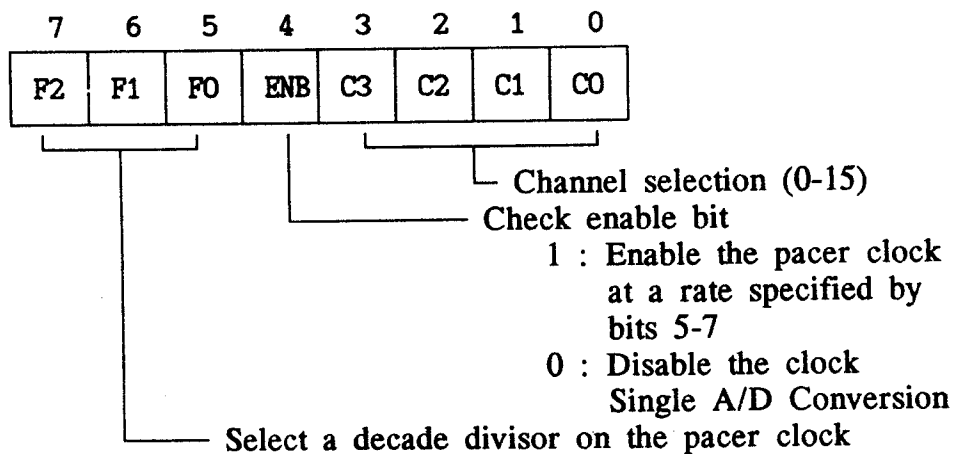 7 6 5 4 3 2 1 0
F2 F1 F0 ENB C3 C2 C1 C0
Channel selection (0-15)
Check enable bit
1 : Enable the pacer clock
at a rate specified by
bits 5-7
0 : Disable the clock
Single A/D Conversion
Select a decade divisor on the pacer clock